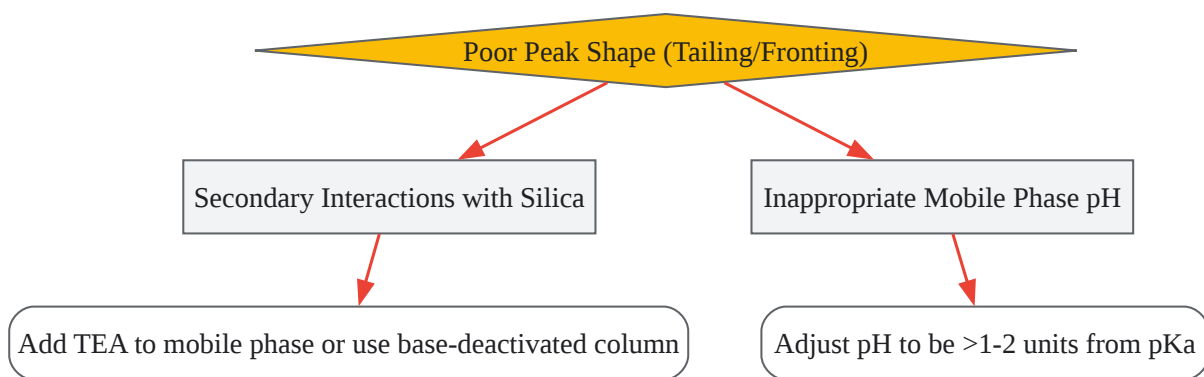 Poor Peak Shape (Tailing/Fronting)
Secondary Interactions with Silica
Inappropriate Mobile Phase pH
Add TEA to mobile phase or use base-deactivated column
Adjust pH to be >1-2 units from pKa